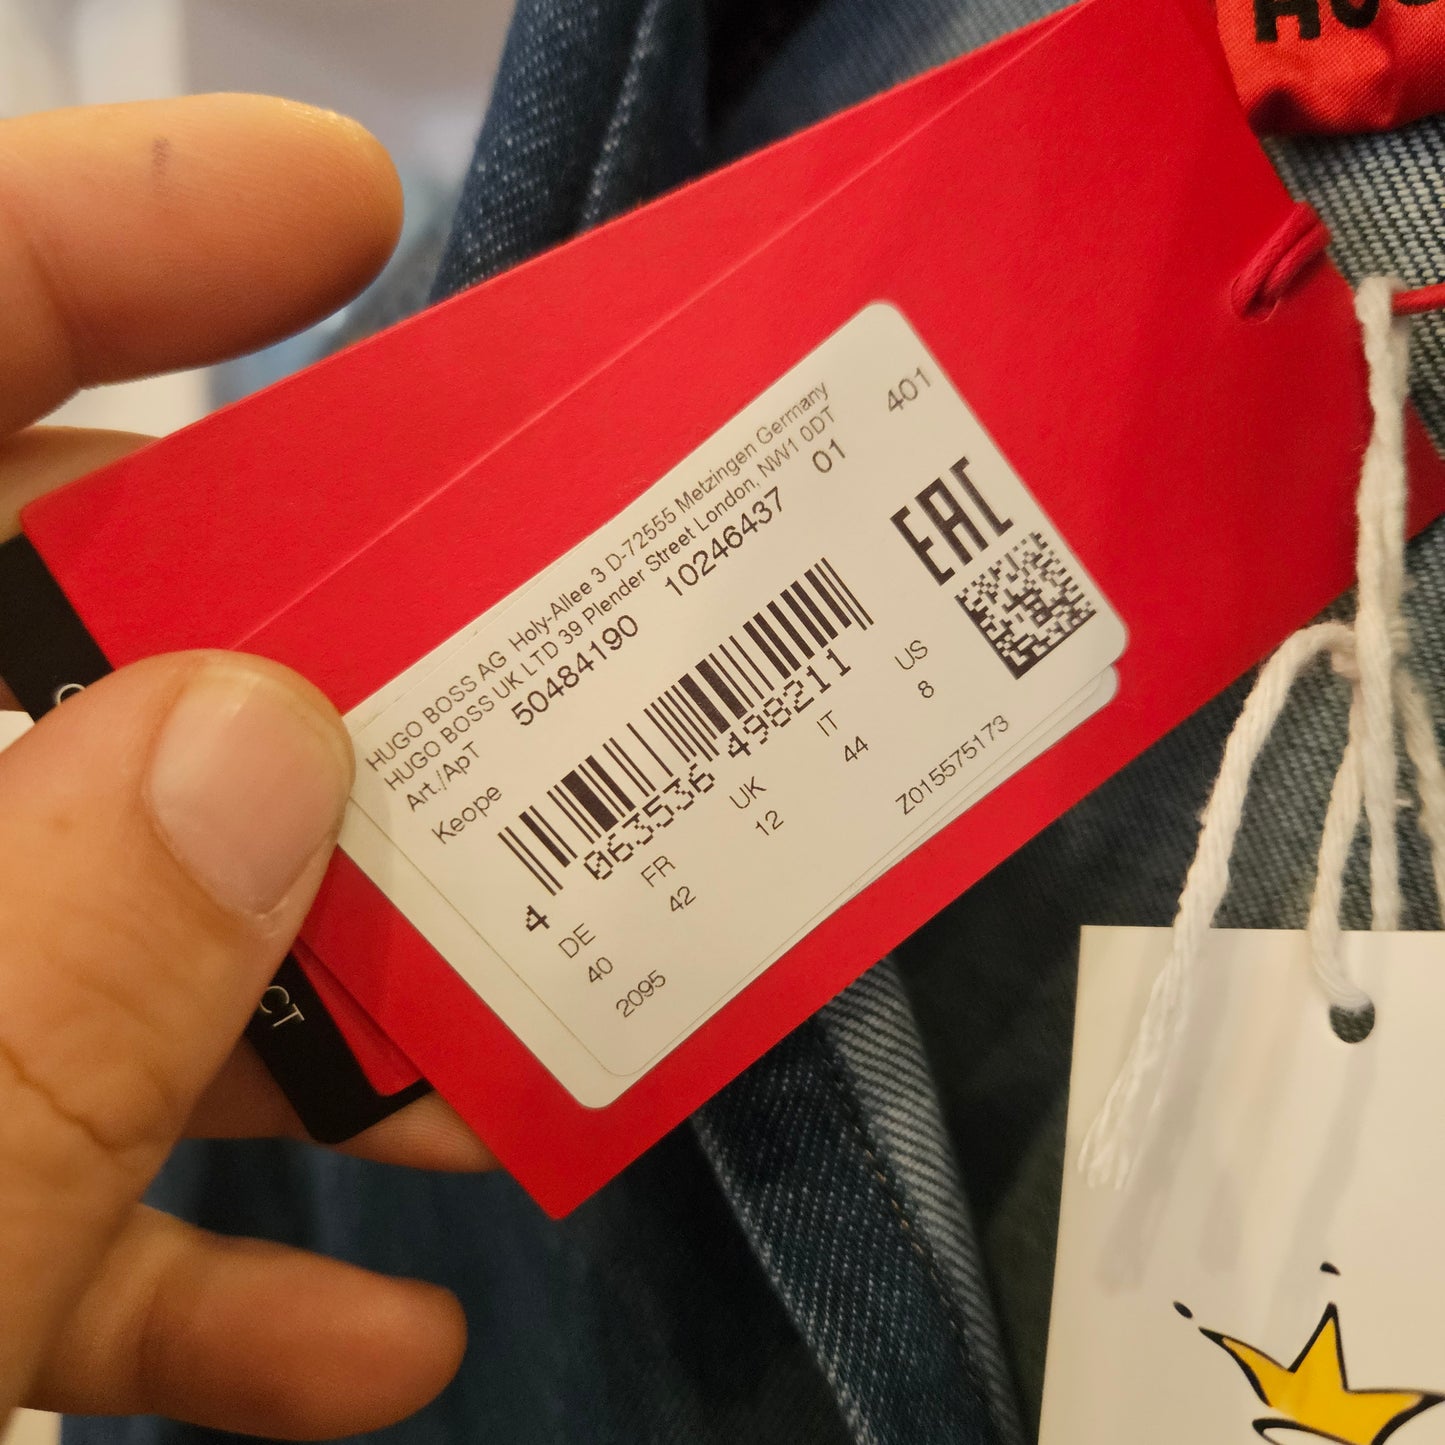 HUGO BOSS AG Holy-Allee 3 D-72555 Metzingen Germany
HUGO BOSS UK LTD 39 Plender Street London, NW1 0DT
Art./ApT 50484190 10246437 01 401
Keope
EAC
4 063536 498211
DE FR UK IT US
40 42 12 44 8
2095 Z015575173
CT